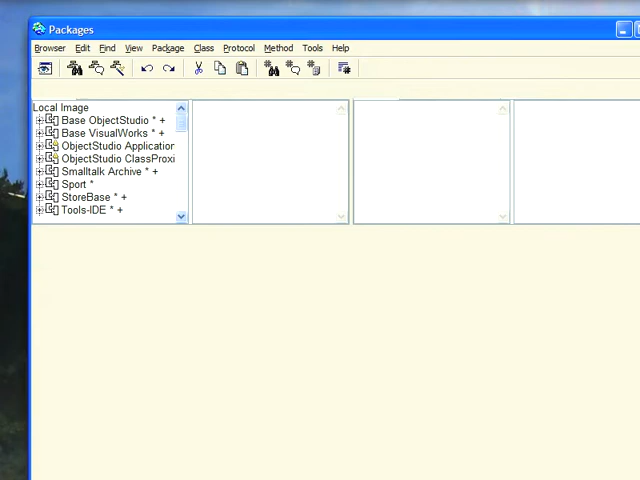 Packages
Browser Edit Find View Package Class Protocol Method Tools Help
Local Image
Base ObjectStudio * +
Base VisualWorks * +
ObjectStudio Applicatior
ObjectStudio ClassProxi
Smalltalk Archive * +
Sport *
StoreBase * +
Tools-IDE * +